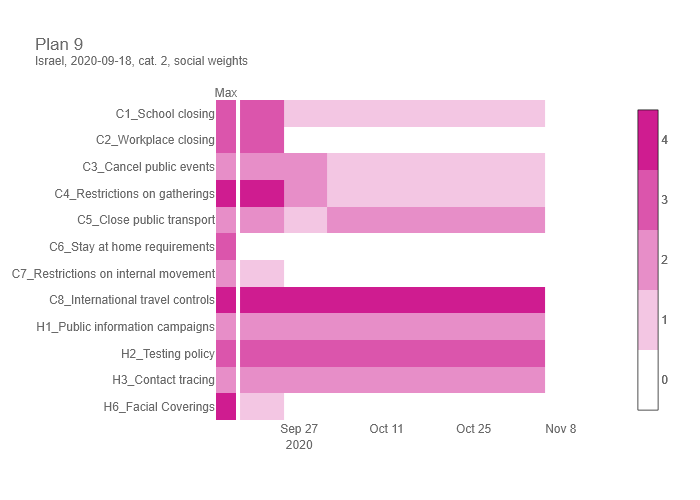 Plan 9
Israel, 2020-09-18, cat. 2, social weights
Max
C1_School closing
C2_Workplace closing
C3_Cancel public events
C4_Restrictions on gatherings
C5_Close public transport
C6_Stay at home requirements
C7_Restrictions on internal movement
C8_International travel controls
H1_Public information campaigns
H2_Testing policy
H3_Contact tracing
H6_Facial Coverings
Sep 27 Oct 11 Oct 25 Nov 8
2020
4
3
2
1
0